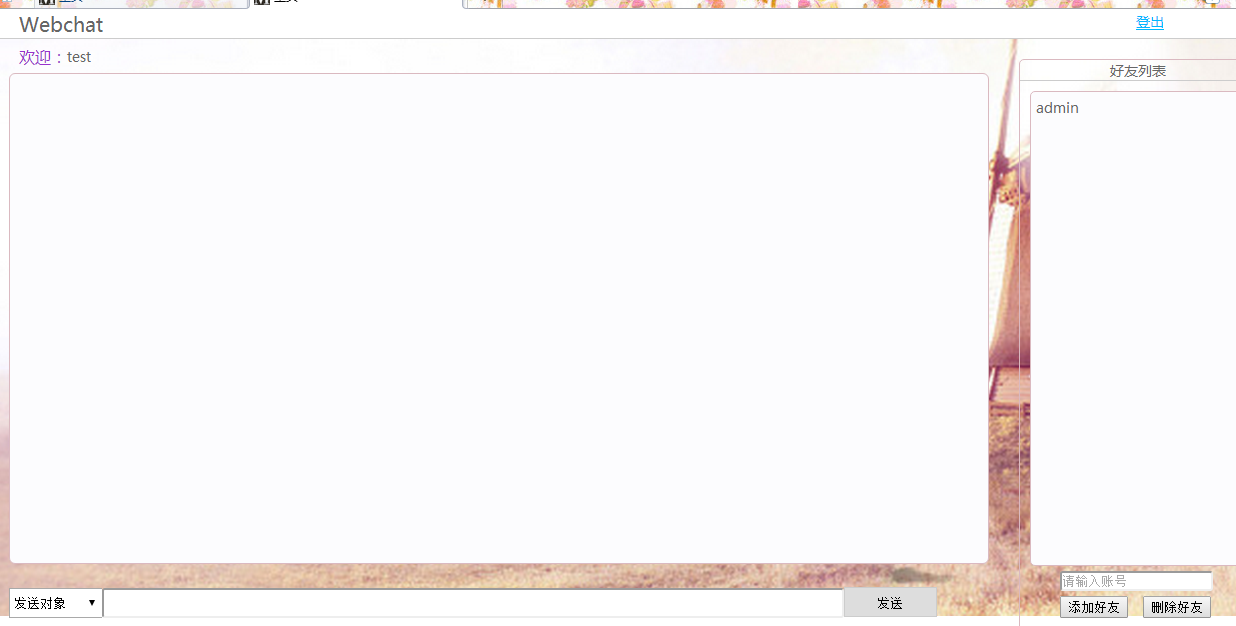 Webchat
登出
欢迎：test
好友列表
admin
请输入账号
发送对象
发送
添加好友
删除好友